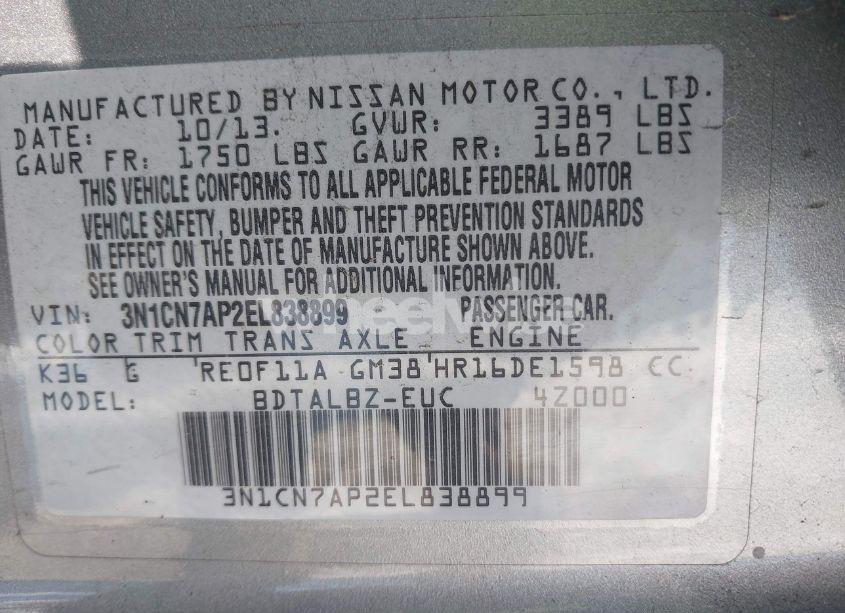 MANUFACTURED BY NISSAN MOTOR CO., LTD.
DATE: 10/13. GVWR: 3389 LBS
GAWR FR: 1750 LBS GAWR RR: 1687 LBS
THIS VEHICLE CONFORMS TO ALL APPLICABLE FEDERAL MOTOR
VEHICLE SAFETY, BUMPER AND THEFT PREVENTION STANDARDS
IN EFFECT ON THE DATE OF MANUFACTURE SHOWN ABOVE.
SEE OWNER'S MANUAL FOR ADDITIONAL INFORMATION.
VIN: 3N1CN7AP2EL838899 PASSENGER CAR.
COLOR TRIM TRANS AXLE ENGINE
K36 G RE0F11A GM38 HR16DE1598 CC
MODEL: BDTALBZ-EUC 4Z000
3N1CN7AP2EL838899